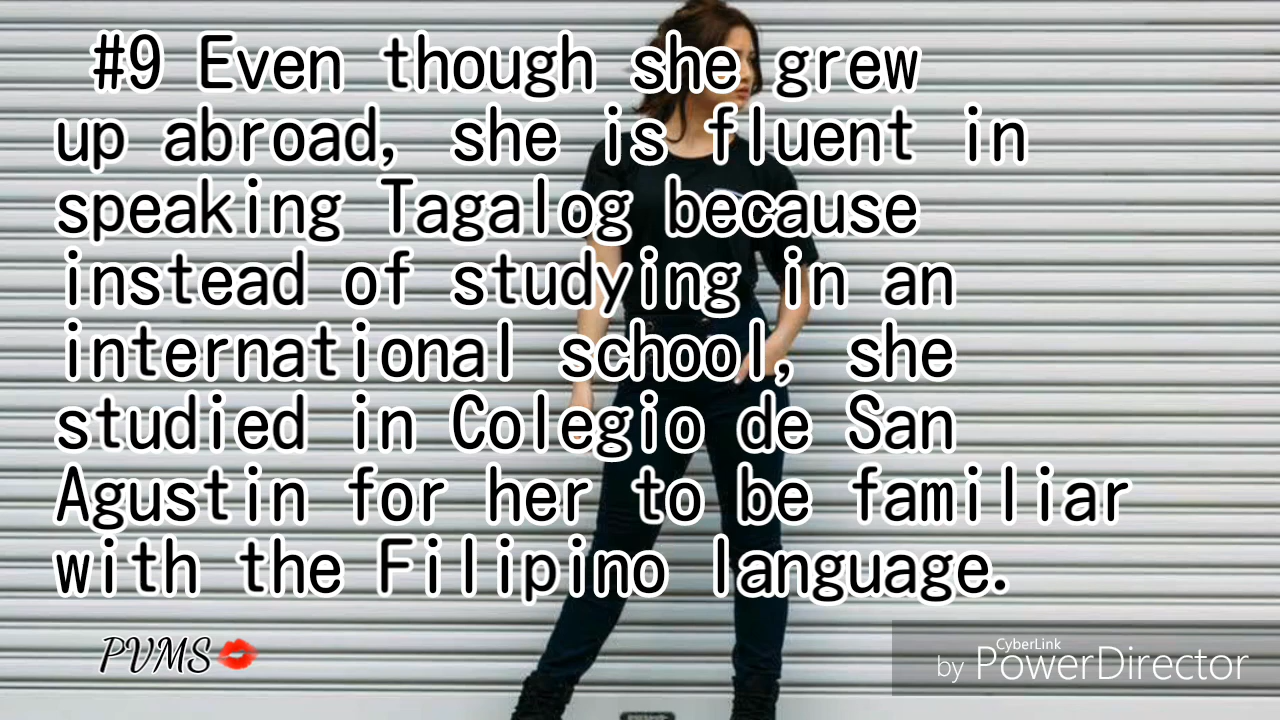 #9 Even though she grew
up abroad, she is fluent in
speaking Tagalog because
instead of studying in an
international school, she
studied in Colegio de San
Agustin for her to be familiar
with the Filipino language.
PVMS💋
CyberLink
by PowerDirector